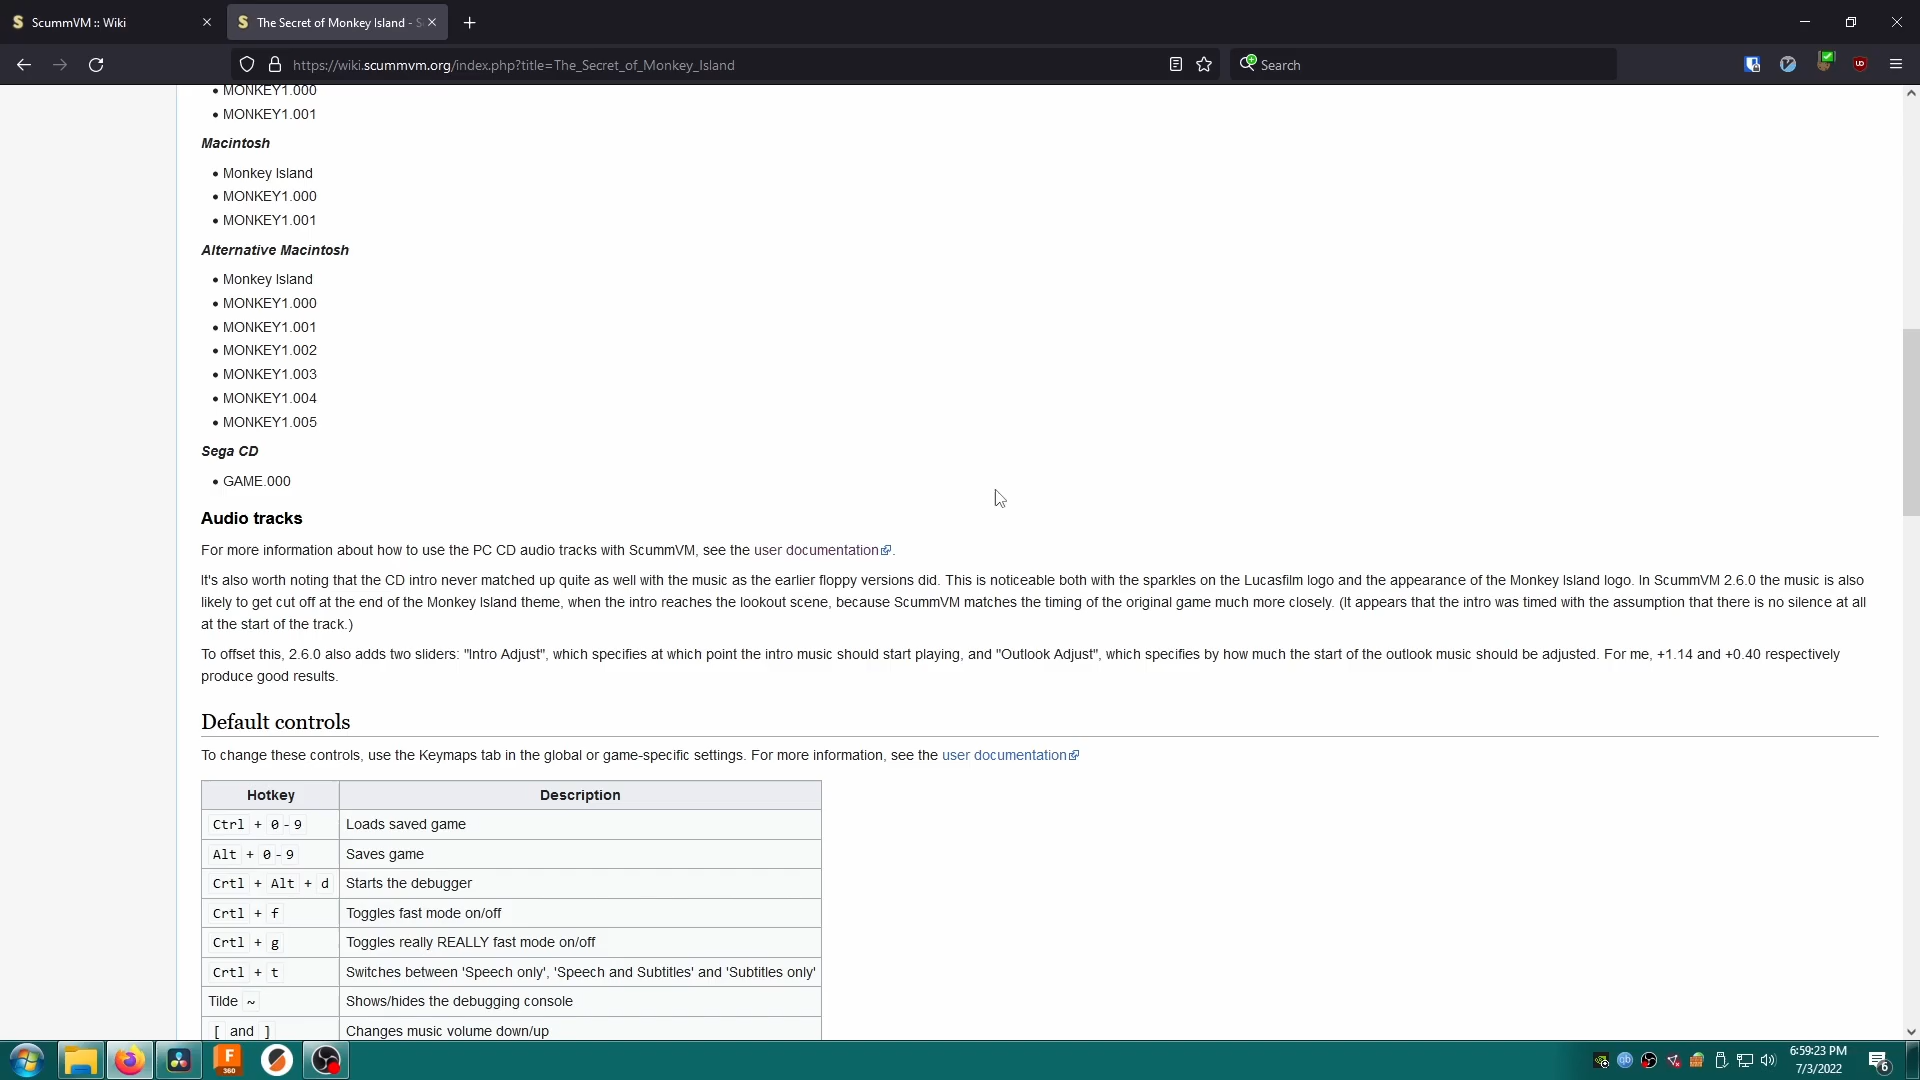 ScummVM :: Wiki
The Secret of Monkey Island - S
https://wiki.scummvm.org/index.php?title=The_Secret_of_Monkey_Island
Search
• MONKEY1.000
• MONKEY1.001
Macintosh
• Monkey Island
• MONKEY1.000
• MONKEY1.001
Alternative Macintosh
• Monkey Island
• MONKEY1.000
• MONKEY1.001
• MONKEY1.002
• MONKEY1.003
• MONKEY1.004
• MONKEY1.005
Sega CD
• GAME.000
Audio tracks
For more information about how to use the PC CD audio tracks with ScummVM, see the user documentation.
It's also worth noting that the CD intro never matched up quite as well with the music as the earlier floppy versions did. This is noticeable both with the sparkles on the Lucasfilm logo and the appearance of the Monkey Island logo. In ScummVM 2.6.0 the music is also
likely to get cut off at the end of the Monkey Island theme, when the intro reaches the lookout scene, because ScummVM matches the timing of the original game much more closely. (It appears that the intro was timed with the assumption that there is no silence at all
at the start of the track.)
To offset this, 2.6.0 also adds two sliders: "Intro Adjust", which specifies at which point the intro music should start playing, and "Outlook Adjust", which specifies by how much the start of the outlook music should be adjusted. For me, +1.14 and +0.40 respectively
produce good results.
Default controls
To change these controls, use the Keymaps tab in the global or game-specific settings. For more information, see the user documentation
Hotkey Description
Ctrl + 0 - 9 Loads saved game
Alt + 0 - 9 Saves game
Crtl + Alt + d Starts the debugger
Crtl + f Toggles fast mode on/off
Crtl + g Toggles really REALLY fast mode on/off
Crtl + t Switches between 'Speech only', 'Speech and Subtitles' and 'Subtitles only'
Tilde ~ Shows/hides the debugging console
[ and ] Changes music volume down/up
F
360
qb
6:59:23 PM
7/3/2022
6